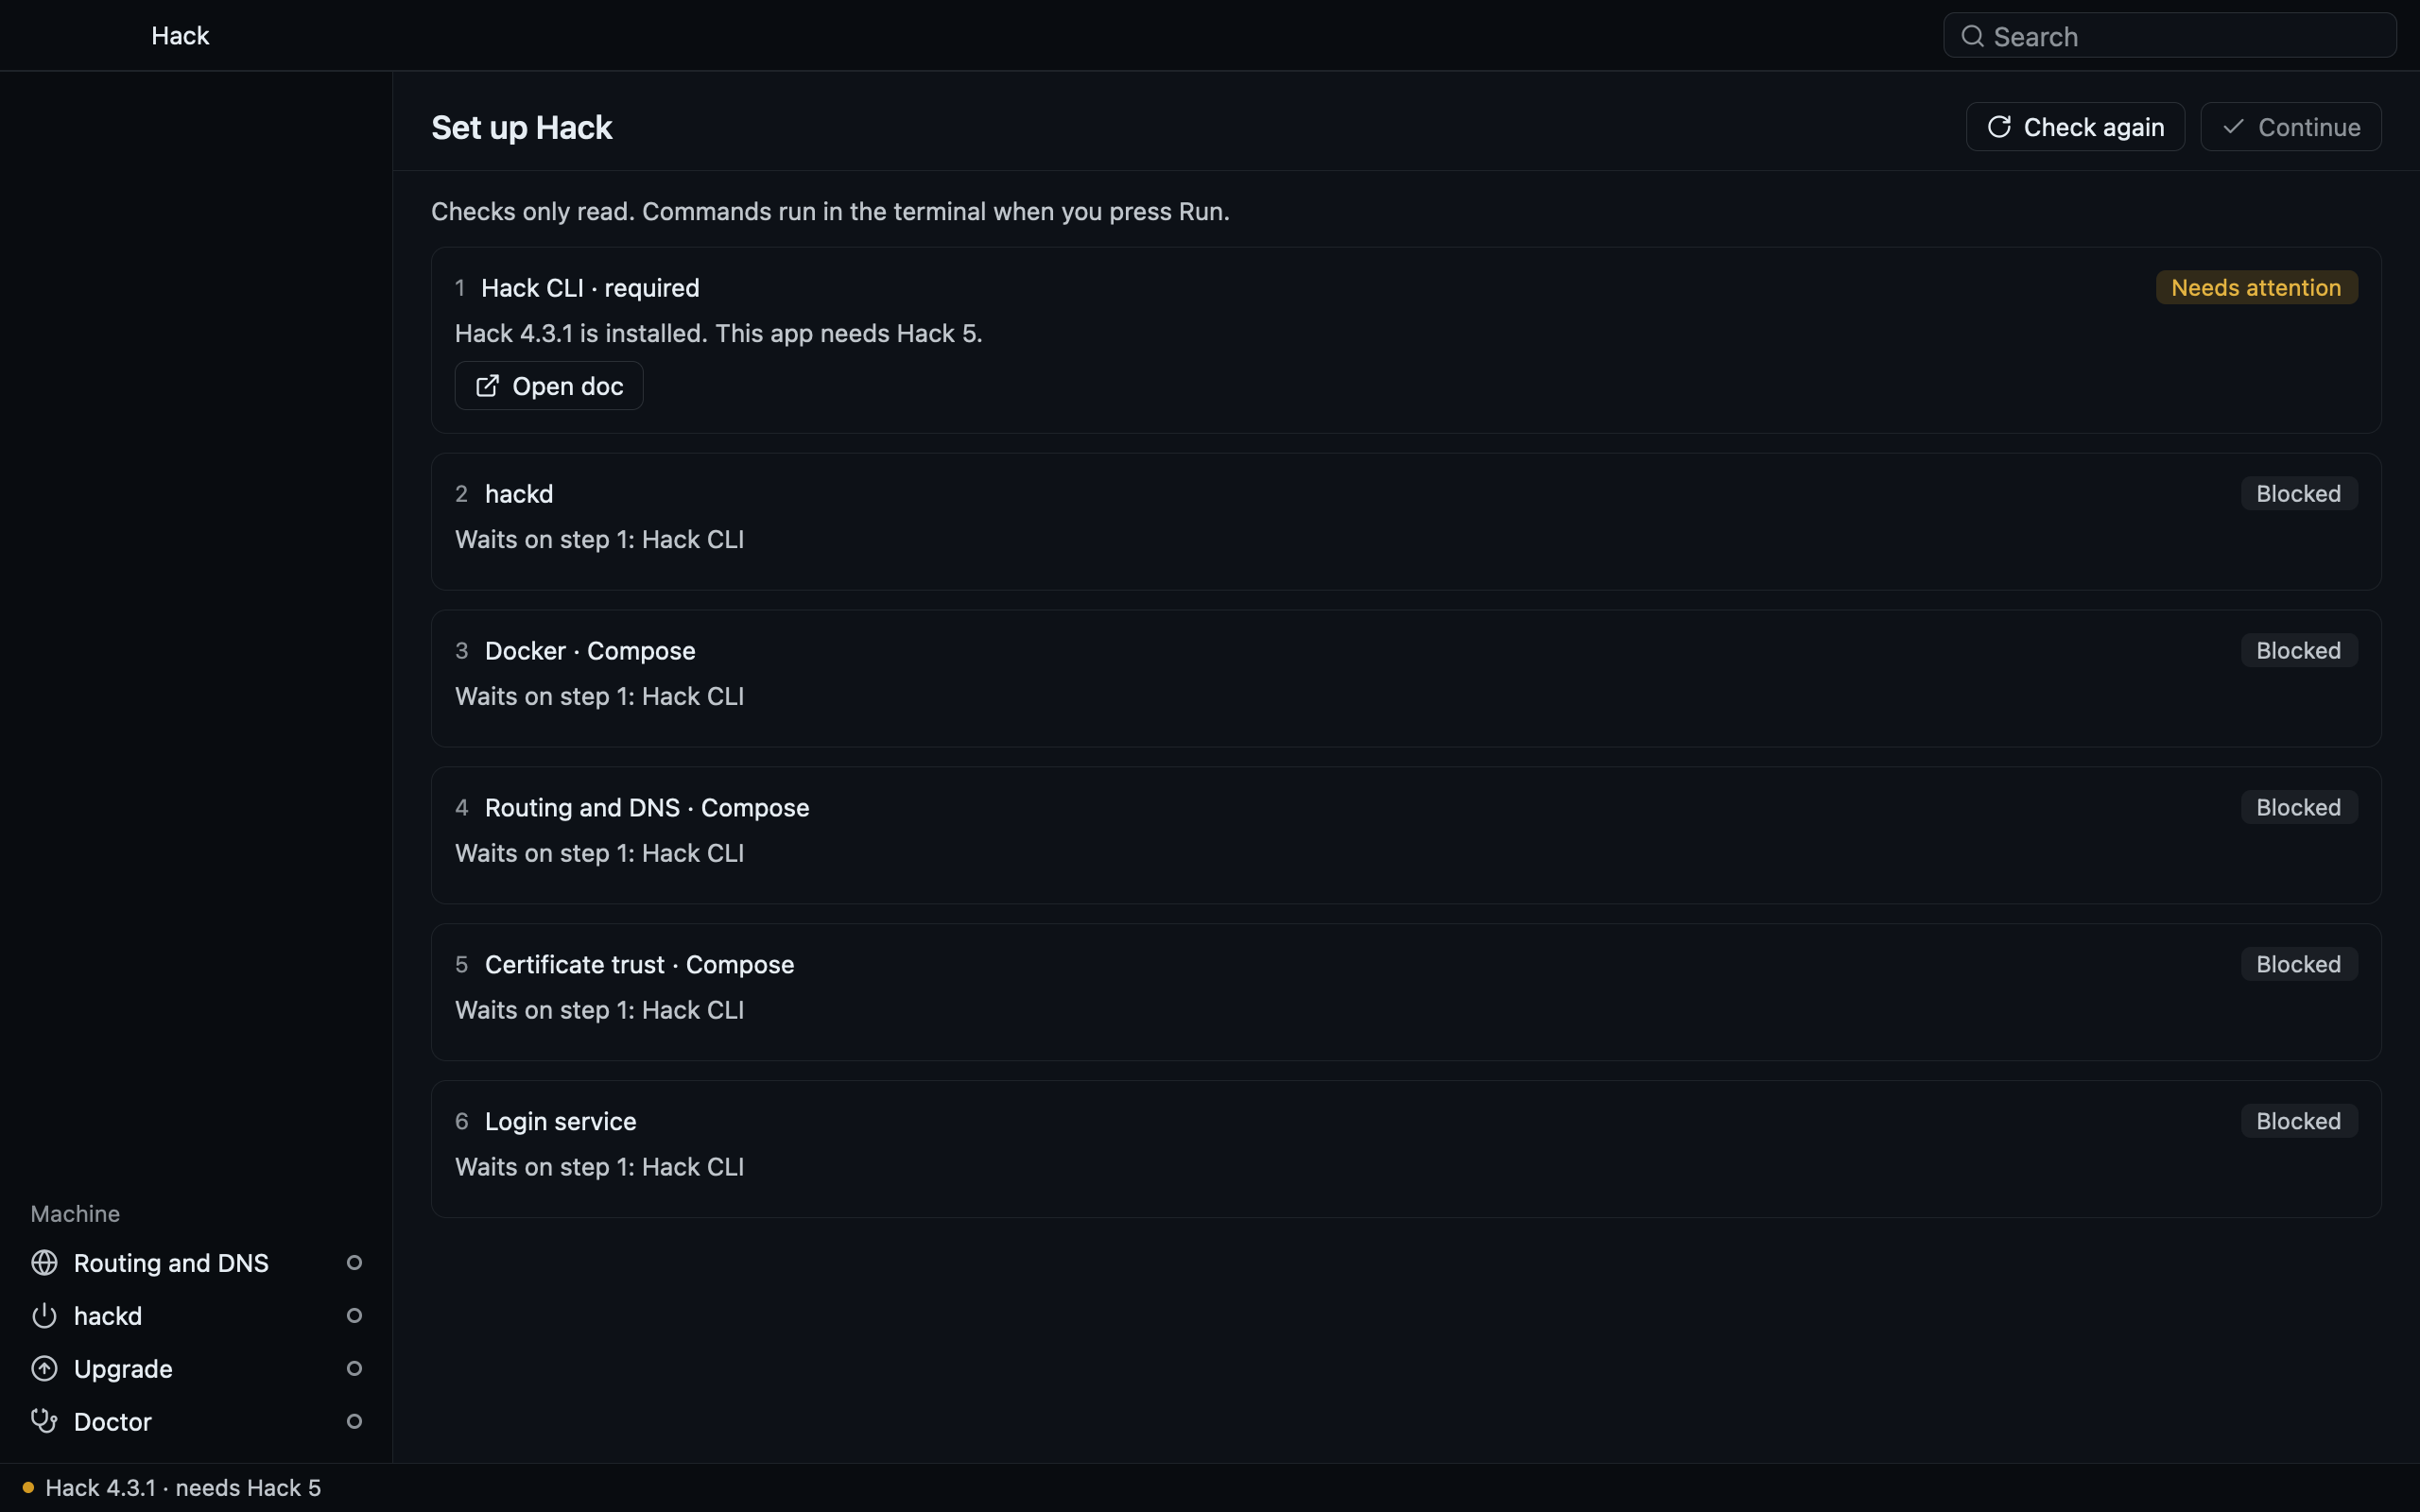 Hack
Search
Set up Hack
Check again
Continue
Checks only read. Commands run in the terminal when you press Run.
1 Hack CLI · required
Needs attention
Hack 4.3.1 is installed. This app needs Hack 5.
Open doc
2 hackd
Blocked
Waits on step 1: Hack CLI
3 Docker · Compose
Blocked
Waits on step 1: Hack CLI
4 Routing and DNS · Compose
Blocked
Waits on step 1: Hack CLI
5 Certificate trust · Compose
Blocked
Waits on step 1: Hack CLI
6 Login service
Blocked
Waits on step 1: Hack CLI
Machine
Routing and DNS
hackd
Upgrade
Doctor
Hack 4.3.1 · needs Hack 5